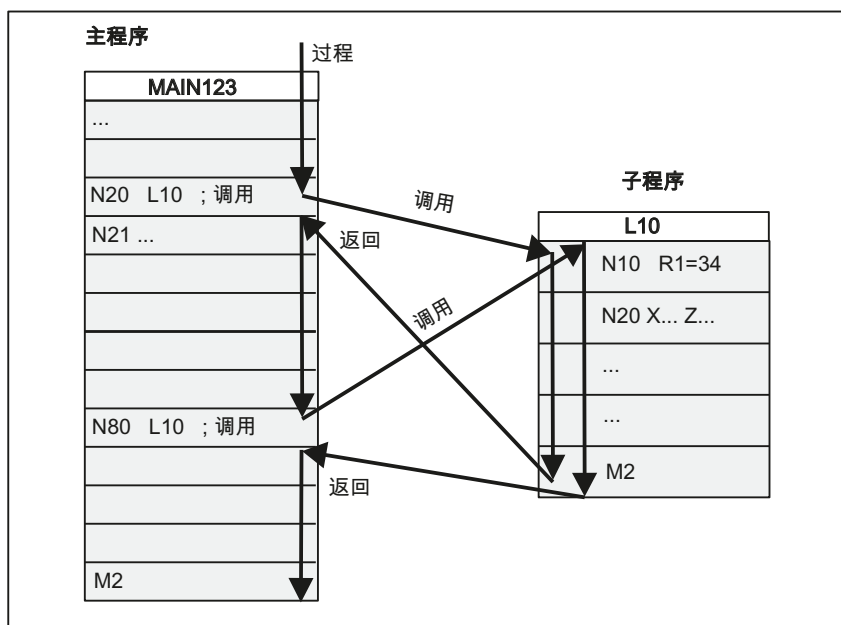 主程序
过程
MAIN123
...
N20 L10 ; 调用
N21 ...
N80 L10 ; 调用
M2
调用
返回
调用
返回
子程序
L10
N10 R1=34
N20 X... Z...
...
...
M2